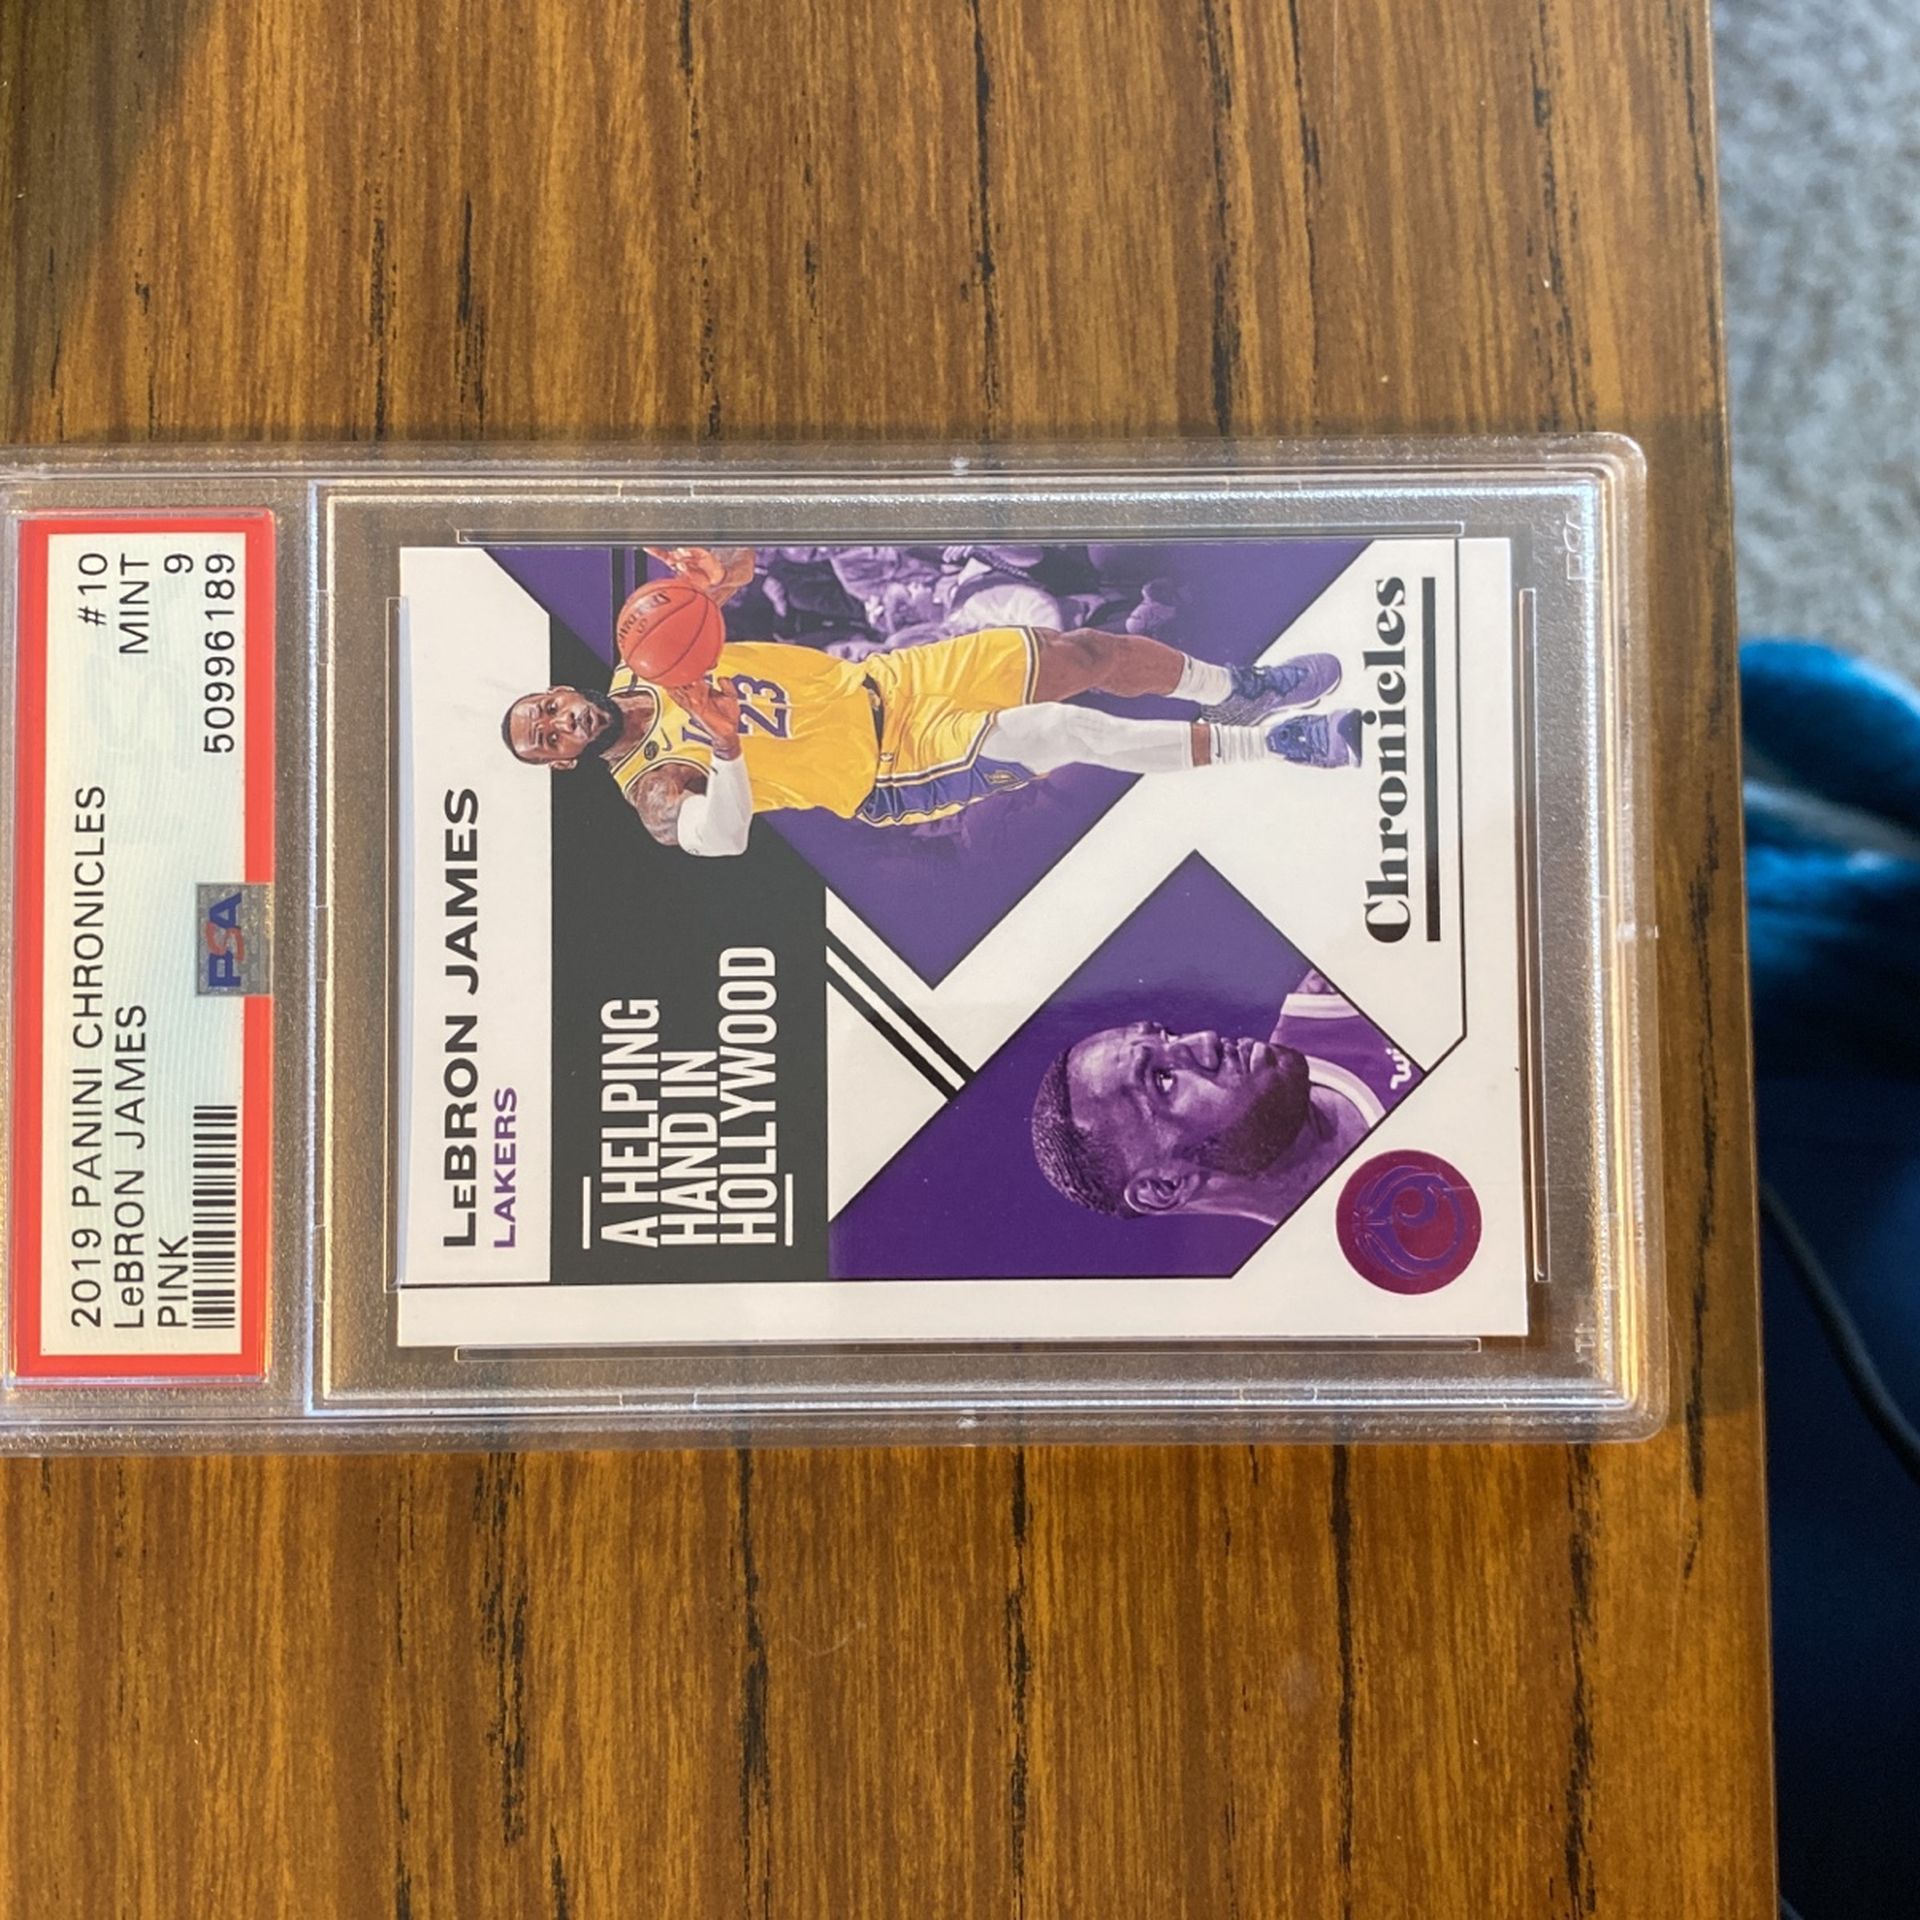 2019 PANINI CHRONICLES #10
LeBRON JAMES MINT
PINK 9
PSA 50996189
LeBRON JAMES
LAKERS
A HELPING
HAND IN
HOLLYWOOD
23
Chronicles